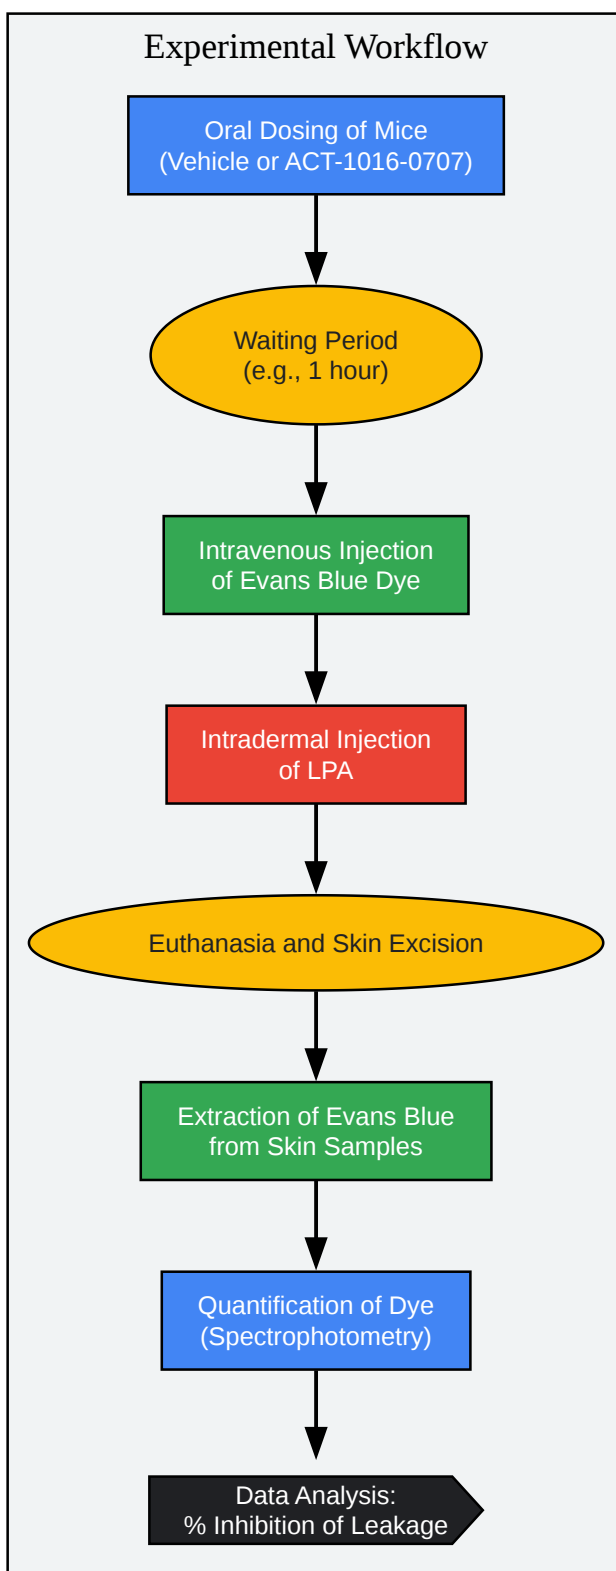 Experimental Workflow
Oral Dosing of Mice
(Vehicle or ACT-1016-0707)
Waiting Period
(e.g., 1 hour)
Intravenous Injection
of Evans Blue Dye
Intradermal Injection
of LPA
Euthanasia and Skin Excision
Extraction of Evans Blue
from Skin Samples
Quantification of Dye
(Spectrophotometry)
Data Analysis:
% Inhibition of Leakage